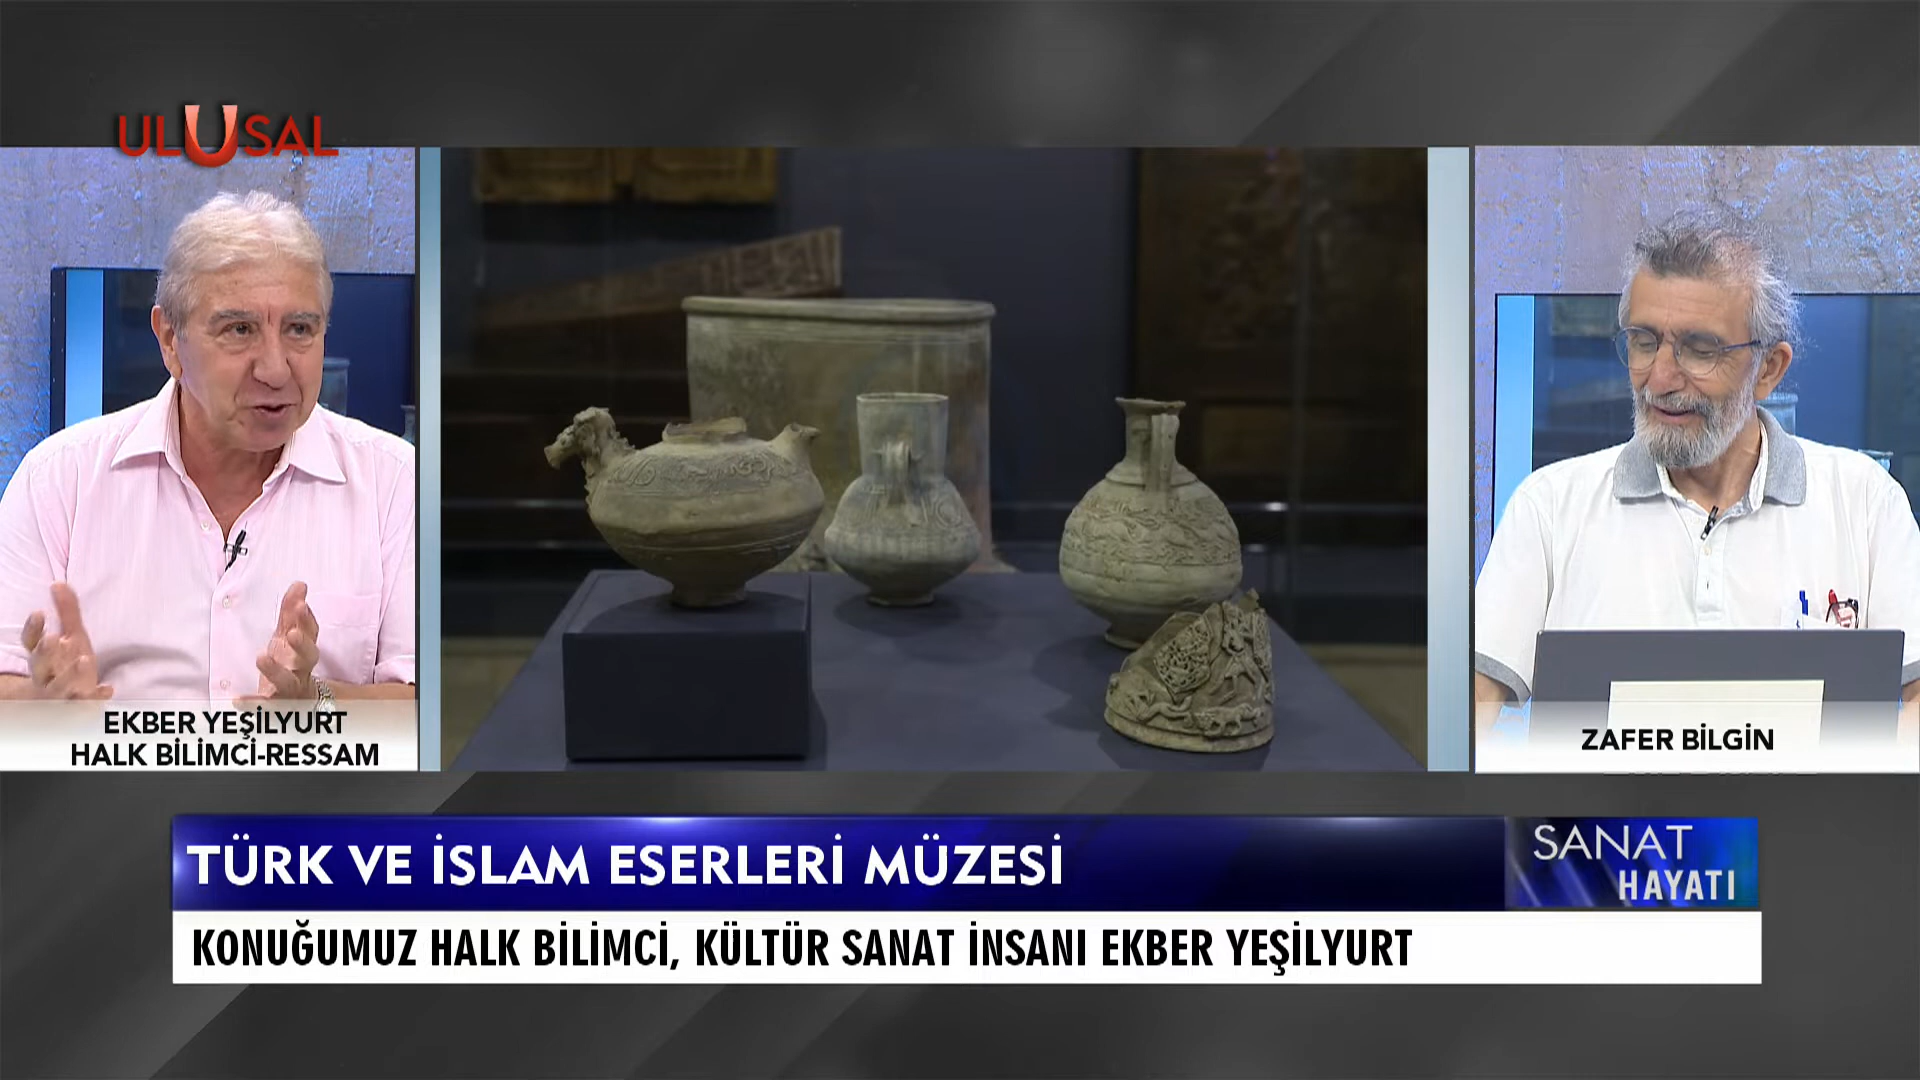 ULUSAL
EKBER YEŞİLYURT
HALK BİLİMCİ-RESSAM
ZAFER BİLGİN
TÜRK VE İSLAM ESERLERİ MÜZESİ
SANAT
HAYATI
KONUĞUMUZ HALK BİLİMCİ, KÜLTÜR SANAT İNSANI EKBER YEŞİLYURT